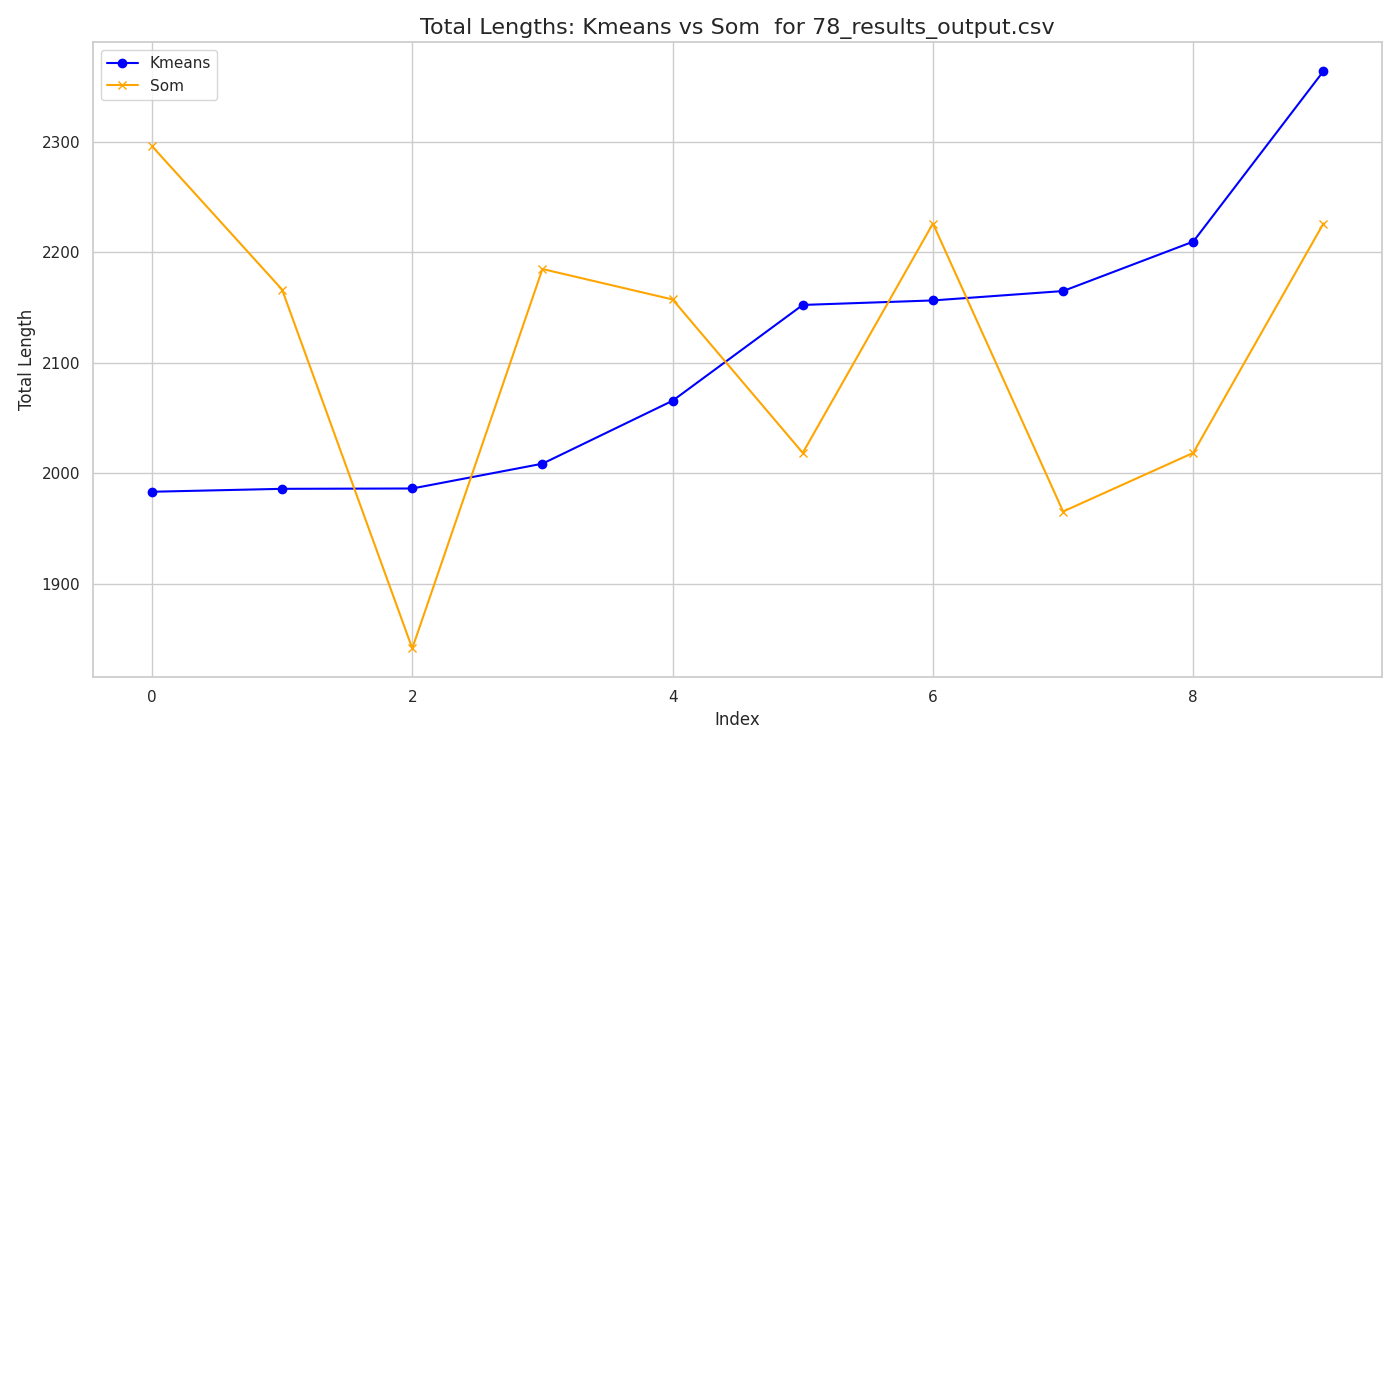 Total Lengths: Kmeans vs Som  for 78_results_output.csv
Kmeans
Som
2300
2200
2100
2000
1900
Total Length
0 2 4 6 8
Index